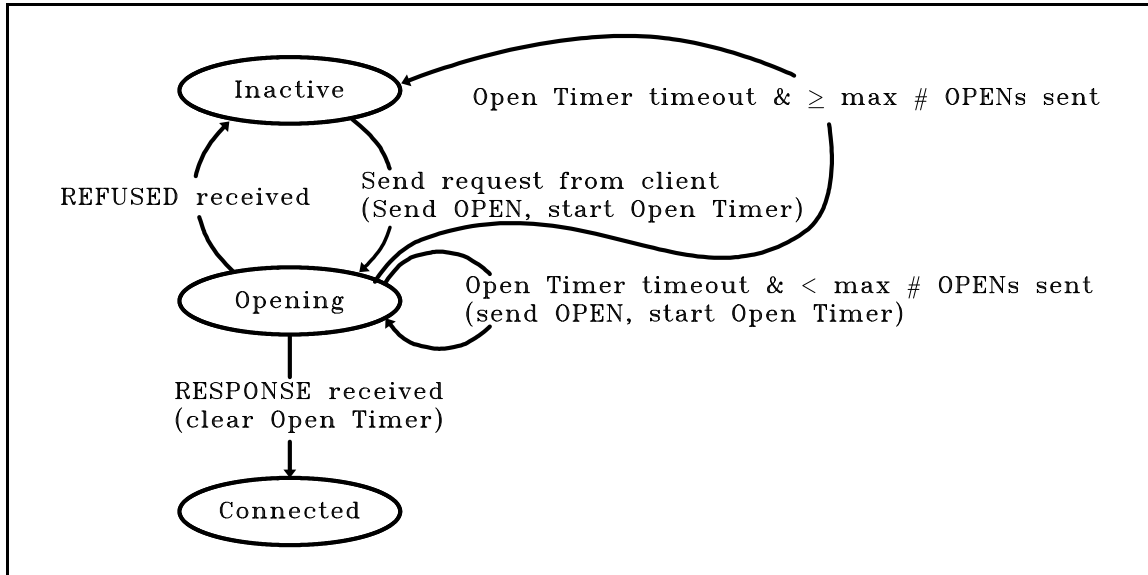 Inactive
Open Timer timeout & ≥ max # OPENs sent
REFUSED received
Send request from client
(Send OPEN, start Open Timer)
Opening
Open Timer timeout & < max # OPENs sent
(send OPEN, start Open Timer)
RESPONSE received
(clear Open Timer)
Connected